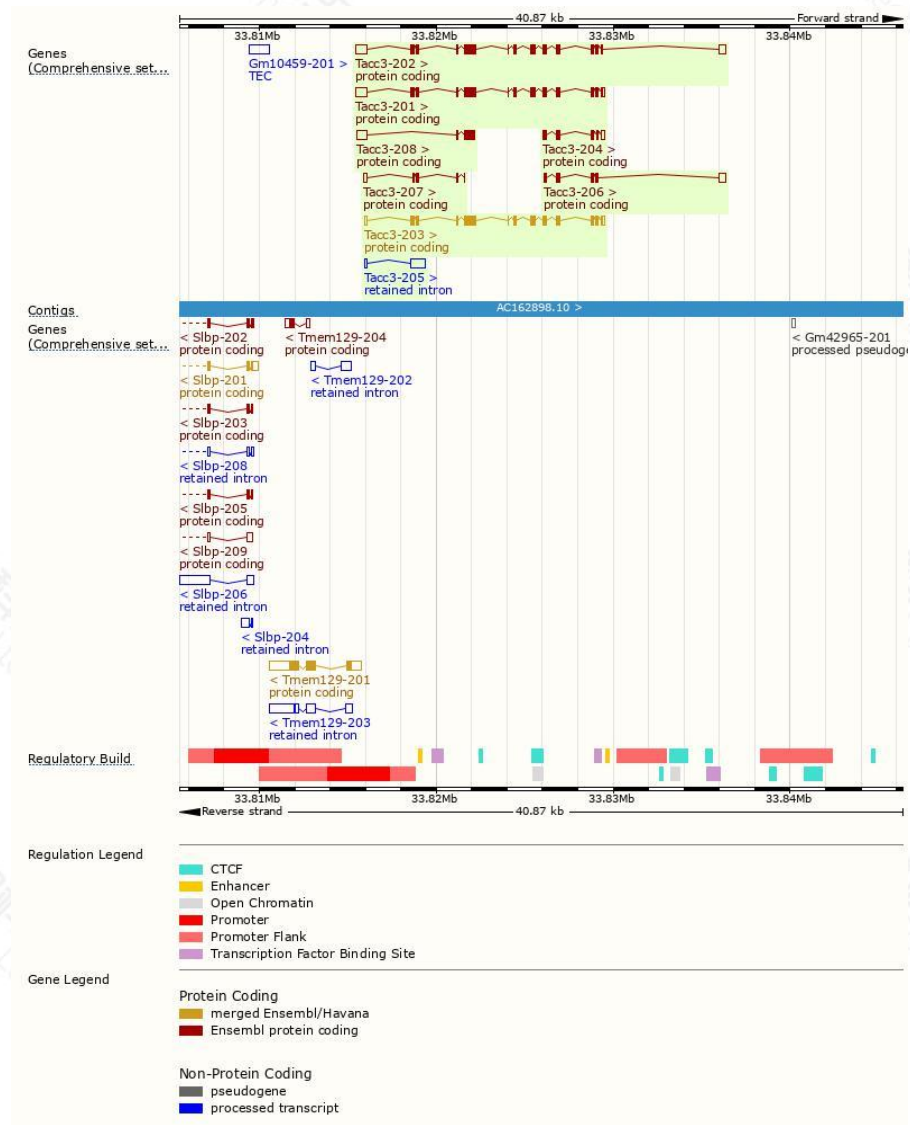 40.87 kb
Forward strand
33.81Mb 33.82Mb 33.83Mb 33.84Mb
Genes
(Comprehensive set...
Gm10459-201 >
TEC
Tacc3-202 >
protein coding
Tacc3-201 >
protein coding
Tacc3-208 >
protein coding
Tacc3-204 >
protein coding
Tacc3-207 >
protein coding
Tacc3-206 >
protein coding
Tacc3-203 >
protein coding
Tacc3-205 >
retained intron
Contigs
AC162898.10 >
Genes
(Comprehensive set...
< Slbp-202
protein coding
< Tmem129-204
protein coding
< Gm42965-201
processed pseudog
< Slbp-201
protein coding
< Tmem129-202
retained intron
< Slbp-203
protein coding
< Slbp-208
retained intron
< Slbp-205
protein coding
< Slbp-209
protein coding
< Slbp-206
retained intron
< Slbp-204
retained intron
< Tmem129-201
protein coding
< Tmem129-203
retained intron
Regulatory Build
33.81Mb 33.82Mb 33.83Mb 33.84Mb
Reverse strand
40.87 kb
Regulation Legend
CTCF
Enhancer
Open Chromatin
Promoter
Promoter Flank
Transcription Factor Binding Site
Gene Legend
Protein Coding
merged Ensembl/Havana
Ensembl protein coding
Non-Protein Coding
pseudogene
processed transcript